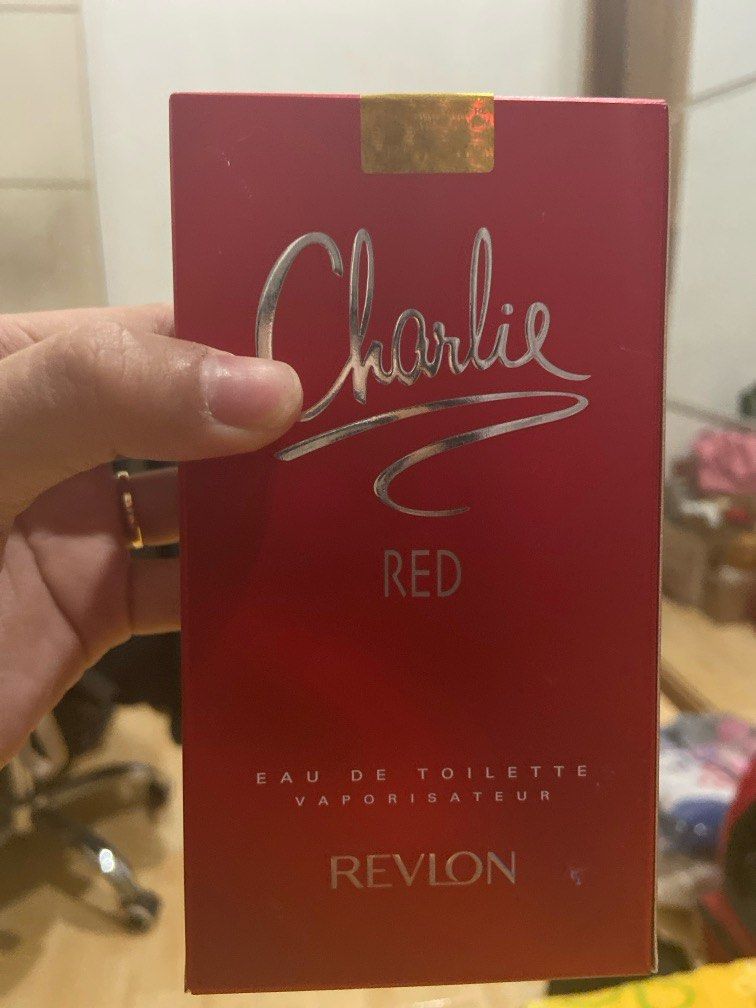 Charlie
RED
EAU DE TOILETTE
VAPORISATEUR
REVLON